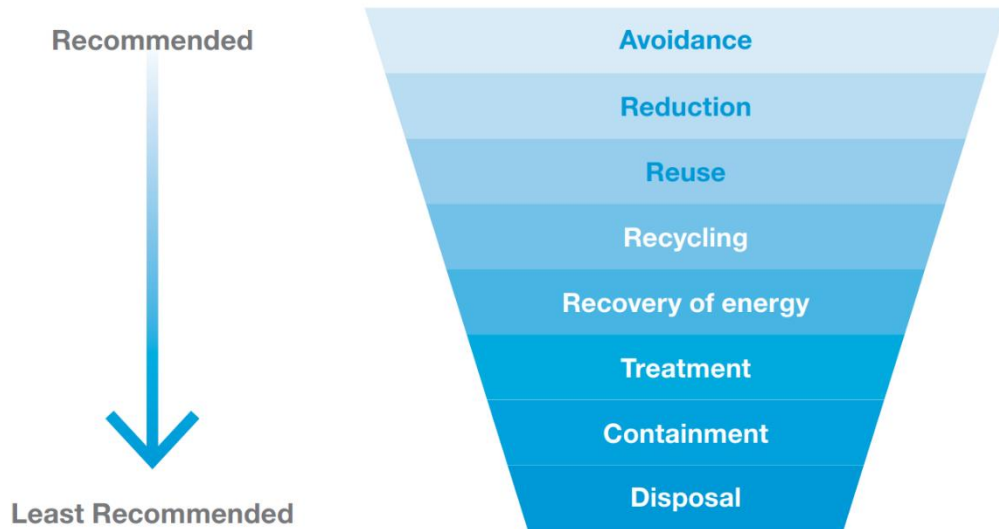 Recommended
Avoidance
Reduction
Reuse
Recycling
Recovery of energy
Treatment
Containment
Disposal
Least Recommended